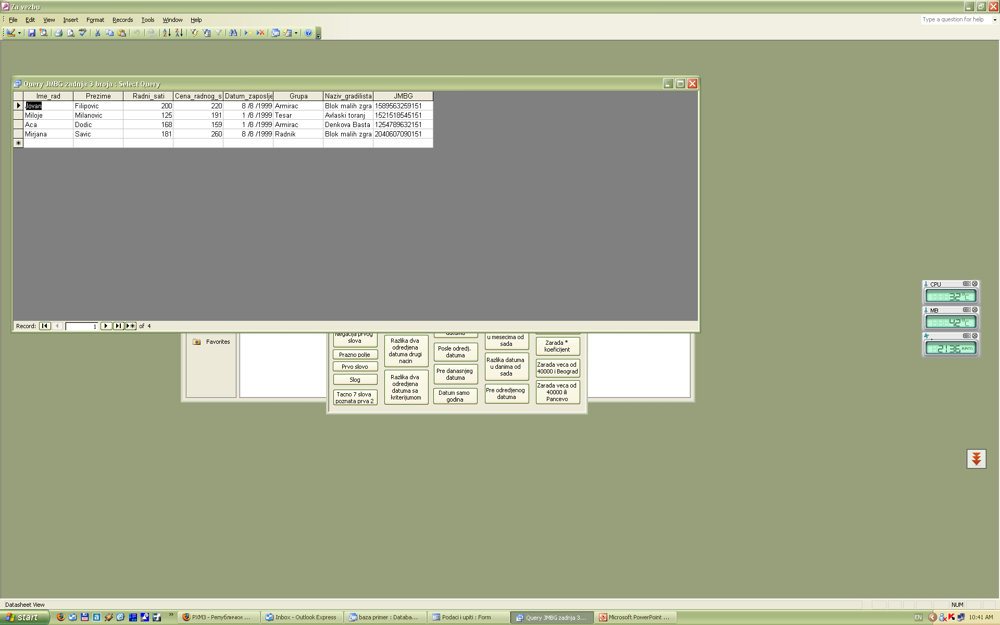 Za vezbu
File Edit View Insert Format Records Tools Window Help
Type a question for help
Query JMBG zadnja 3 broja : Select Query
Ime_rad Prezime Radni_sati Cena_radnog_s Datum_zaposlje Grupa Naziv_gradilista JMBG
Jovan Filipovic 200 220 8 /8 /1999 Armirac Blok malih zgra 1589563259151
Miloje Milanovic 125 191 1 /8 /1999 Tesar Avlaski toranj 1521518545151
Aca Dodic 168 159 1 /8 /1999 Armirac Denkova Basta 1254789632151
Mirjana Savic 181 260 8 /8 /1999 Radnik Blok malih zgra 2040607090151
Record: 1 of 4
Favorites
Negacija prvog
slova
Prazno polje
Prvo slovo
Slog
Tacno 7 slova
poznata prva 2
Razlika dva
odredjena
datuma drugi
nacin
Razlika dva
odredjena
datuma sa
kriterijumom
datuma
Posle odredj.
datuma
Pre danasnjeg
datuma
Datum samo
godina
u mesecima od
sada
Razlika datuma
u danima od
sada
Pre odredjenog
datuma
Zarada *
koeficijent
Zarada veca od
40000 i Beograd
Zarada veca od
40000 ili
Pancevo
CPU
32°C
MB
42°C
2136 RPM
Datasheet View
NUM
start
РХМЗ - Републички ...
Inbox - Outlook Express
baza primer : Databa...
Podaci i upiti : Form
Query JMBG zadnja 3...
Microsoft PowerPoint ...
EN
10:41 AM